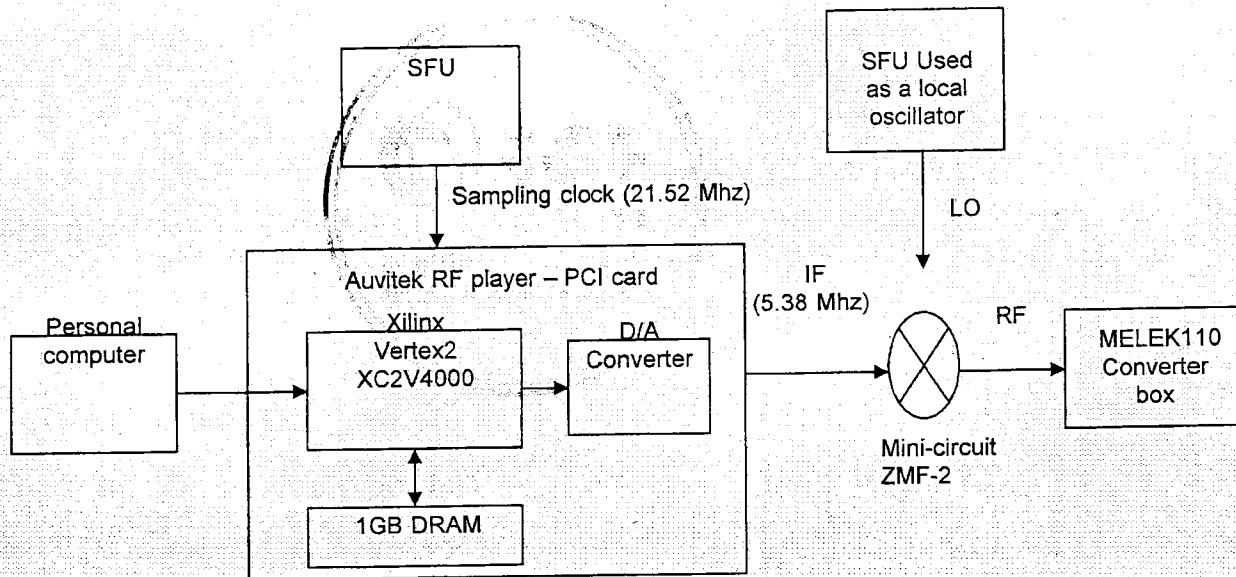 SFU
SFU Used
as a local
oscillator
Sampling clock (21.52 Mhz)
LO
Auvitek RF player – PCI card
IF
(5.38 Mhz)
RF
Personal
computer
Xilinx
Vertex2
XC2V4000
D/A
Converter
MELEK110
Converter
box
Mini-circuit
ZMF-2
1GB DRAM